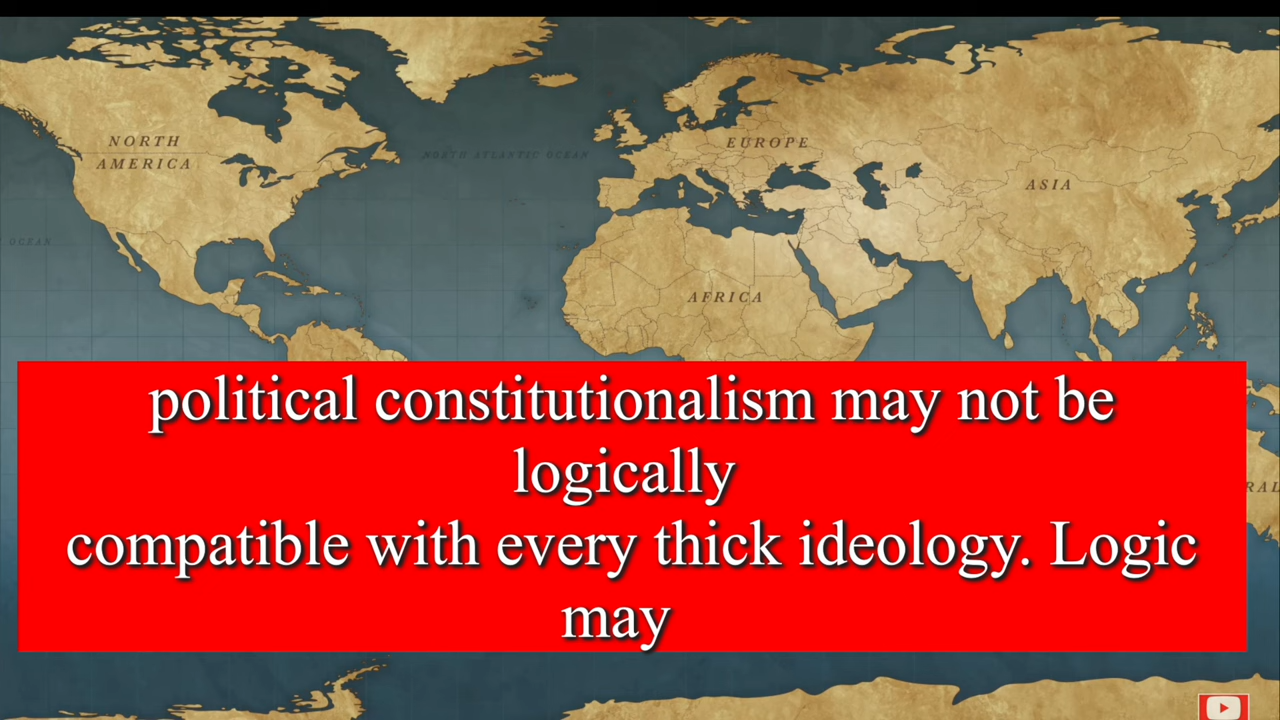 NORTH
AMERICA
NORTH ATLANTIC OCEAN
EUROPE
ASIA
OCEAN
AFRICA
political constitutionalism may not be
logically
compatible with every thick ideology. Logic
may